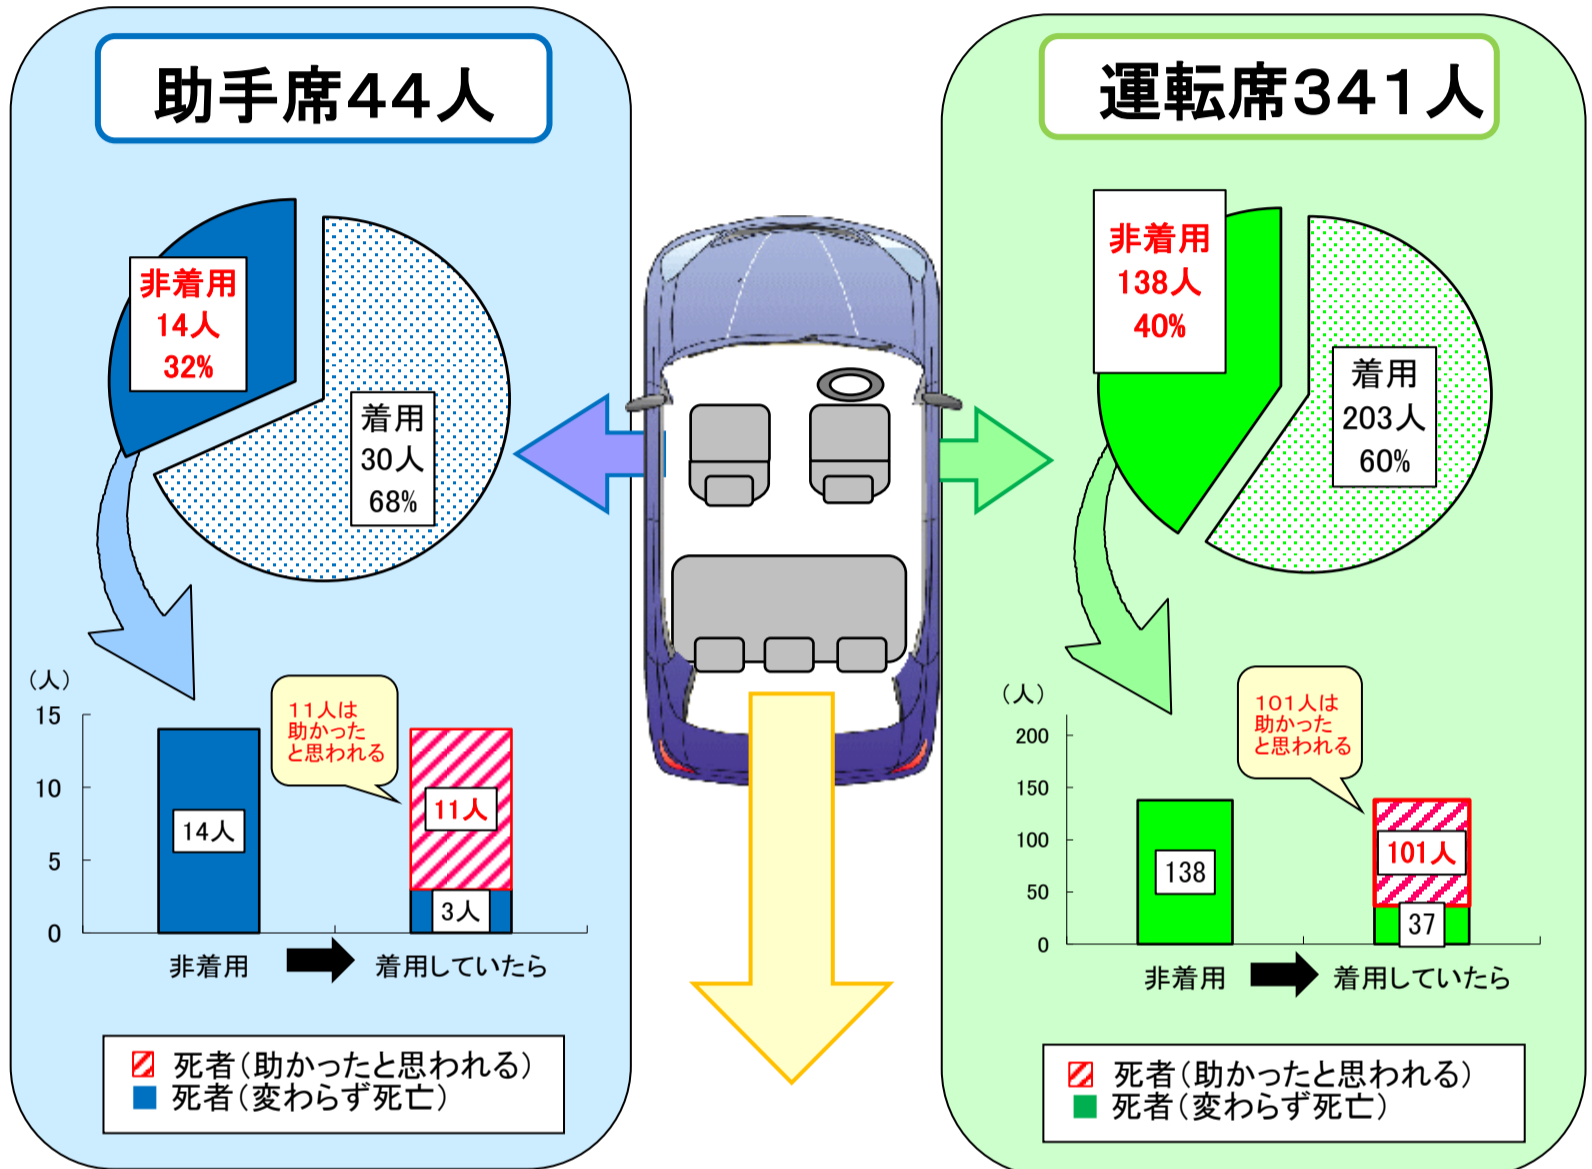 助手席44人
非着用
14人
32%
着用
30人
68%
(人)
15
10
5
0
11人は
助かった
と思われる
14人
11人
3人
非着用
着用していたら
死者(助かったと思われる)
死者(変わらず死亡)
運転席341人
非着用
138人
40%
着用
203人
60%
(人)
200
150
100
50
0
101人は
助かった
と思われる
138
101人
37
非着用
着用していたら
死者(助かったと思われる)
死者(変わらず死亡)